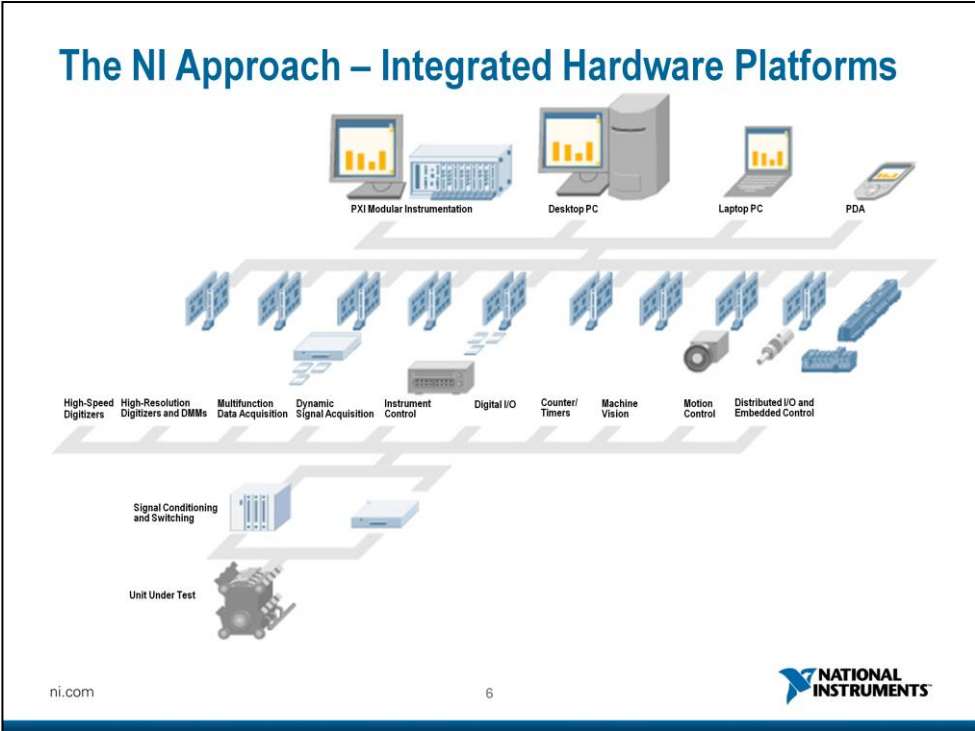 The NI Approach – Integrated Hardware Platforms
PXI Modular Instrumentation
Desktop PC
Laptop PC
PDA
High-Speed
Digitizers
High-Resolution
Digitizers and DMMs
Multifunction
Data Acquisition
Dynamic
Signal Acquisition
Instrument
Control
Digital I/O
Counter/
Timers
Machine
Vision
Motion
Control
Distributed I/O and
Embedded Control
Signal Conditioning
and Switching
Unit Under Test
ni.com
6
NATIONAL
INSTRUMENTS™